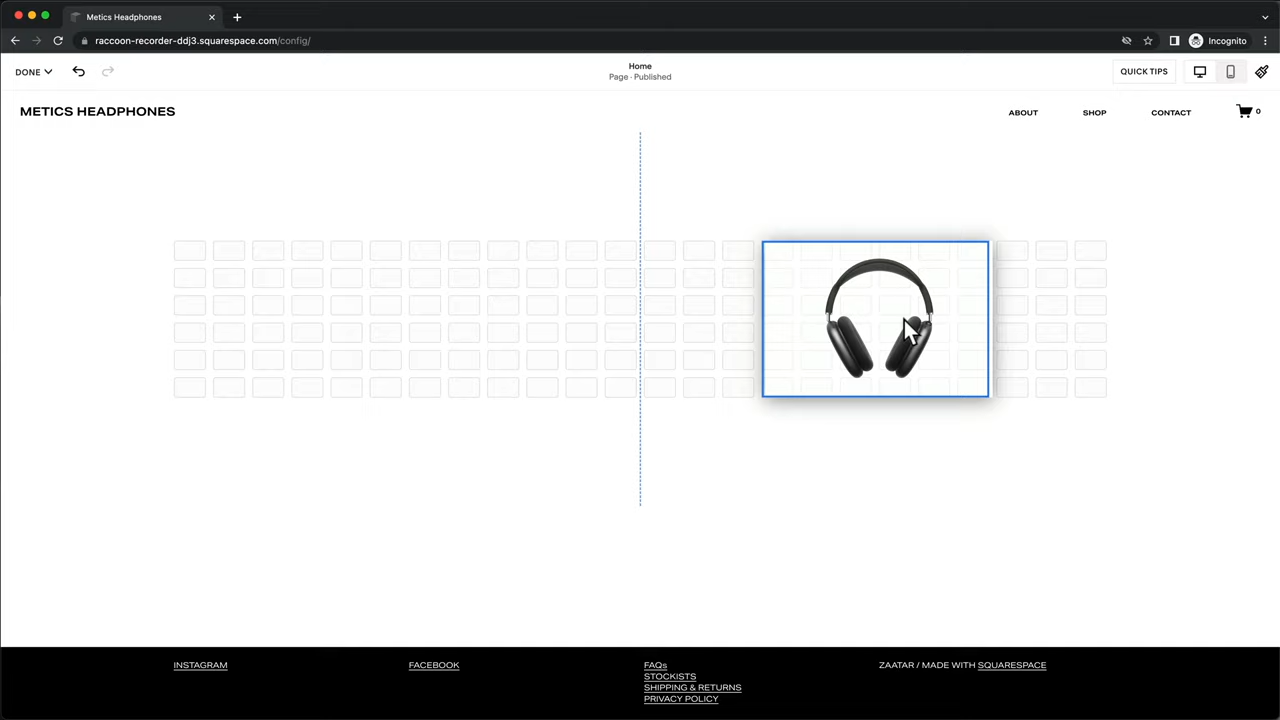 Metics Headphones
raccoon-recorder-ddj3.squarespace.com/config/
Incognito
DONE
Home
Page · Published
QUICK TIPS
METICS HEADPHONES
ABOUT
SHOP
CONTACT
0
INSTAGRAM
FACEBOOK
FAQs
STOCKISTS
SHIPPING & RETURNS
PRIVACY POLICY
ZAATAR / MADE WITH SQUARESPACE